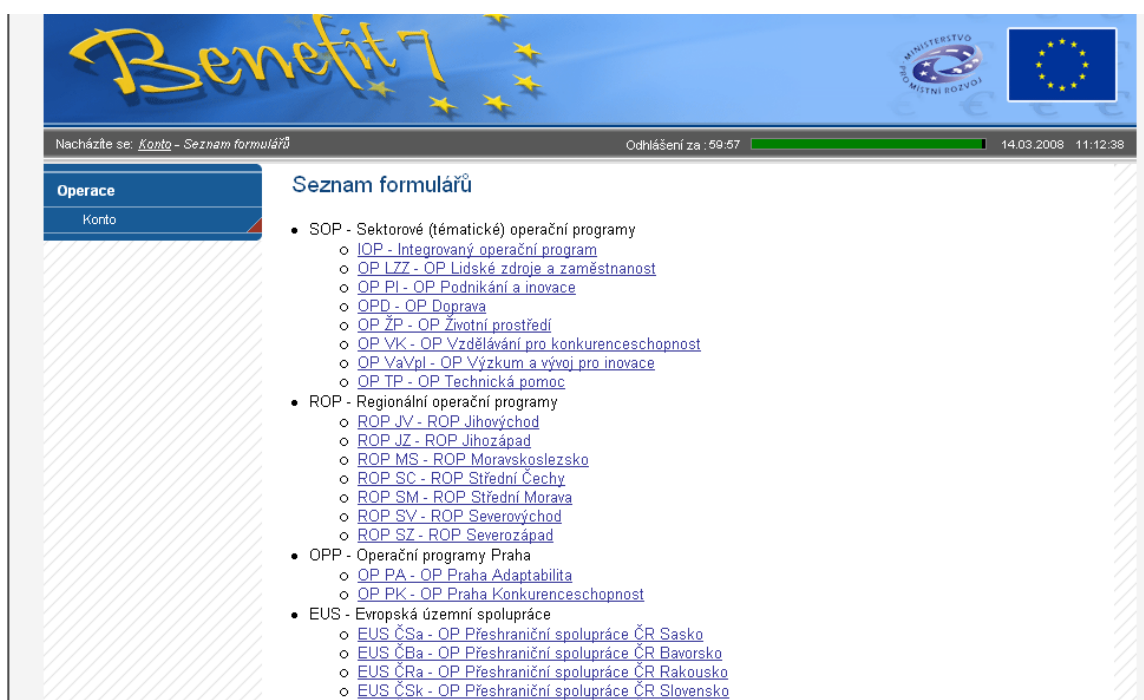 Benefit 7
MINISTERSTVO
PRO MÍSTNÍ ROZVOJ
Nacházíte se: Konto - Seznam formulářů
Odhlášení za : 59:57
14.03.2008 11:12:38
Operace
Konto
Seznam formulářů
SOP - Sektorové (tématické) operační programy
IOP - Integrovaný operační program
OP LZZ - OP Lidské zdroje a zaměstnanost
OP PI - OP Podnikání a inovace
OPD - OP Doprava
OP ŽP - OP Životní prostředí
OP VK - OP Vzdělávání pro konkurenceschopnost
OP VaVpI - OP Výzkum a vývoj pro inovace
OP TP - OP Technická pomoc
ROP - Regionální operační programy
ROP JV - ROP Jihovýchod
ROP JZ - ROP Jihozápad
ROP MS - ROP Moravskoslezsko
ROP SC - ROP Střední Čechy
ROP SM - ROP Střední Morava
ROP SV - ROP Severovýchod
ROP SZ - ROP Severozápad
OPP - Operační programy Praha
OP PA - OP Praha Adaptabilita
OP PK - OP Praha Konkurenceschopnost
EUS - Evropská územní spolupráce
EUS ČSa - OP Přeshraniční spolupráce ČR Sasko
EUS ČBa - OP Přeshraniční spolupráce ČR Bavorsko
EUS ČRa - OP Přeshraniční spolupráce ČR Rakousko
EUS ČSk - OP Přeshraniční spolupráce ČR Slovensko